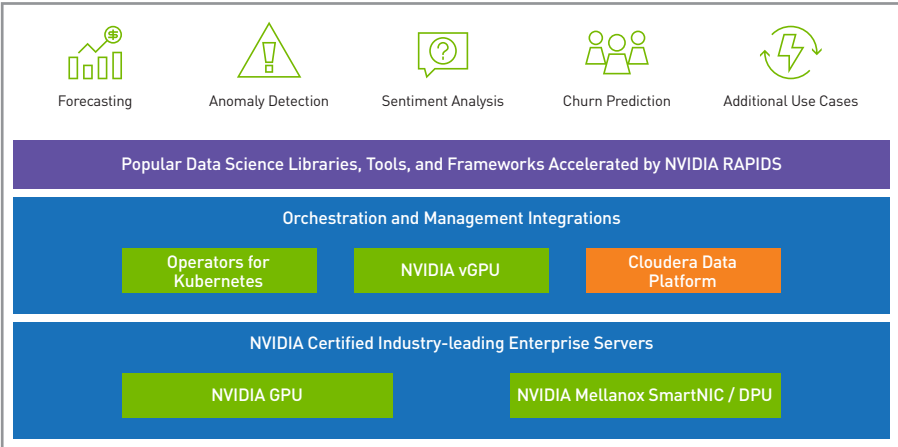 $
!
?
Forecasting
Anomaly Detection
Sentiment Analysis
Churn Prediction
Additional Use Cases
Popular Data Science Libraries, Tools, and Frameworks Accelerated by NVIDIA RAPIDS
Orchestration and Management Integrations
Operators for
Kubernetes
NVIDIA vGPU
Cloudera Data
Platform
NVIDIA Certified Industry-leading Enterprise Servers
NVIDIA GPU
NVIDIA Mellanox SmartNIC / DPU